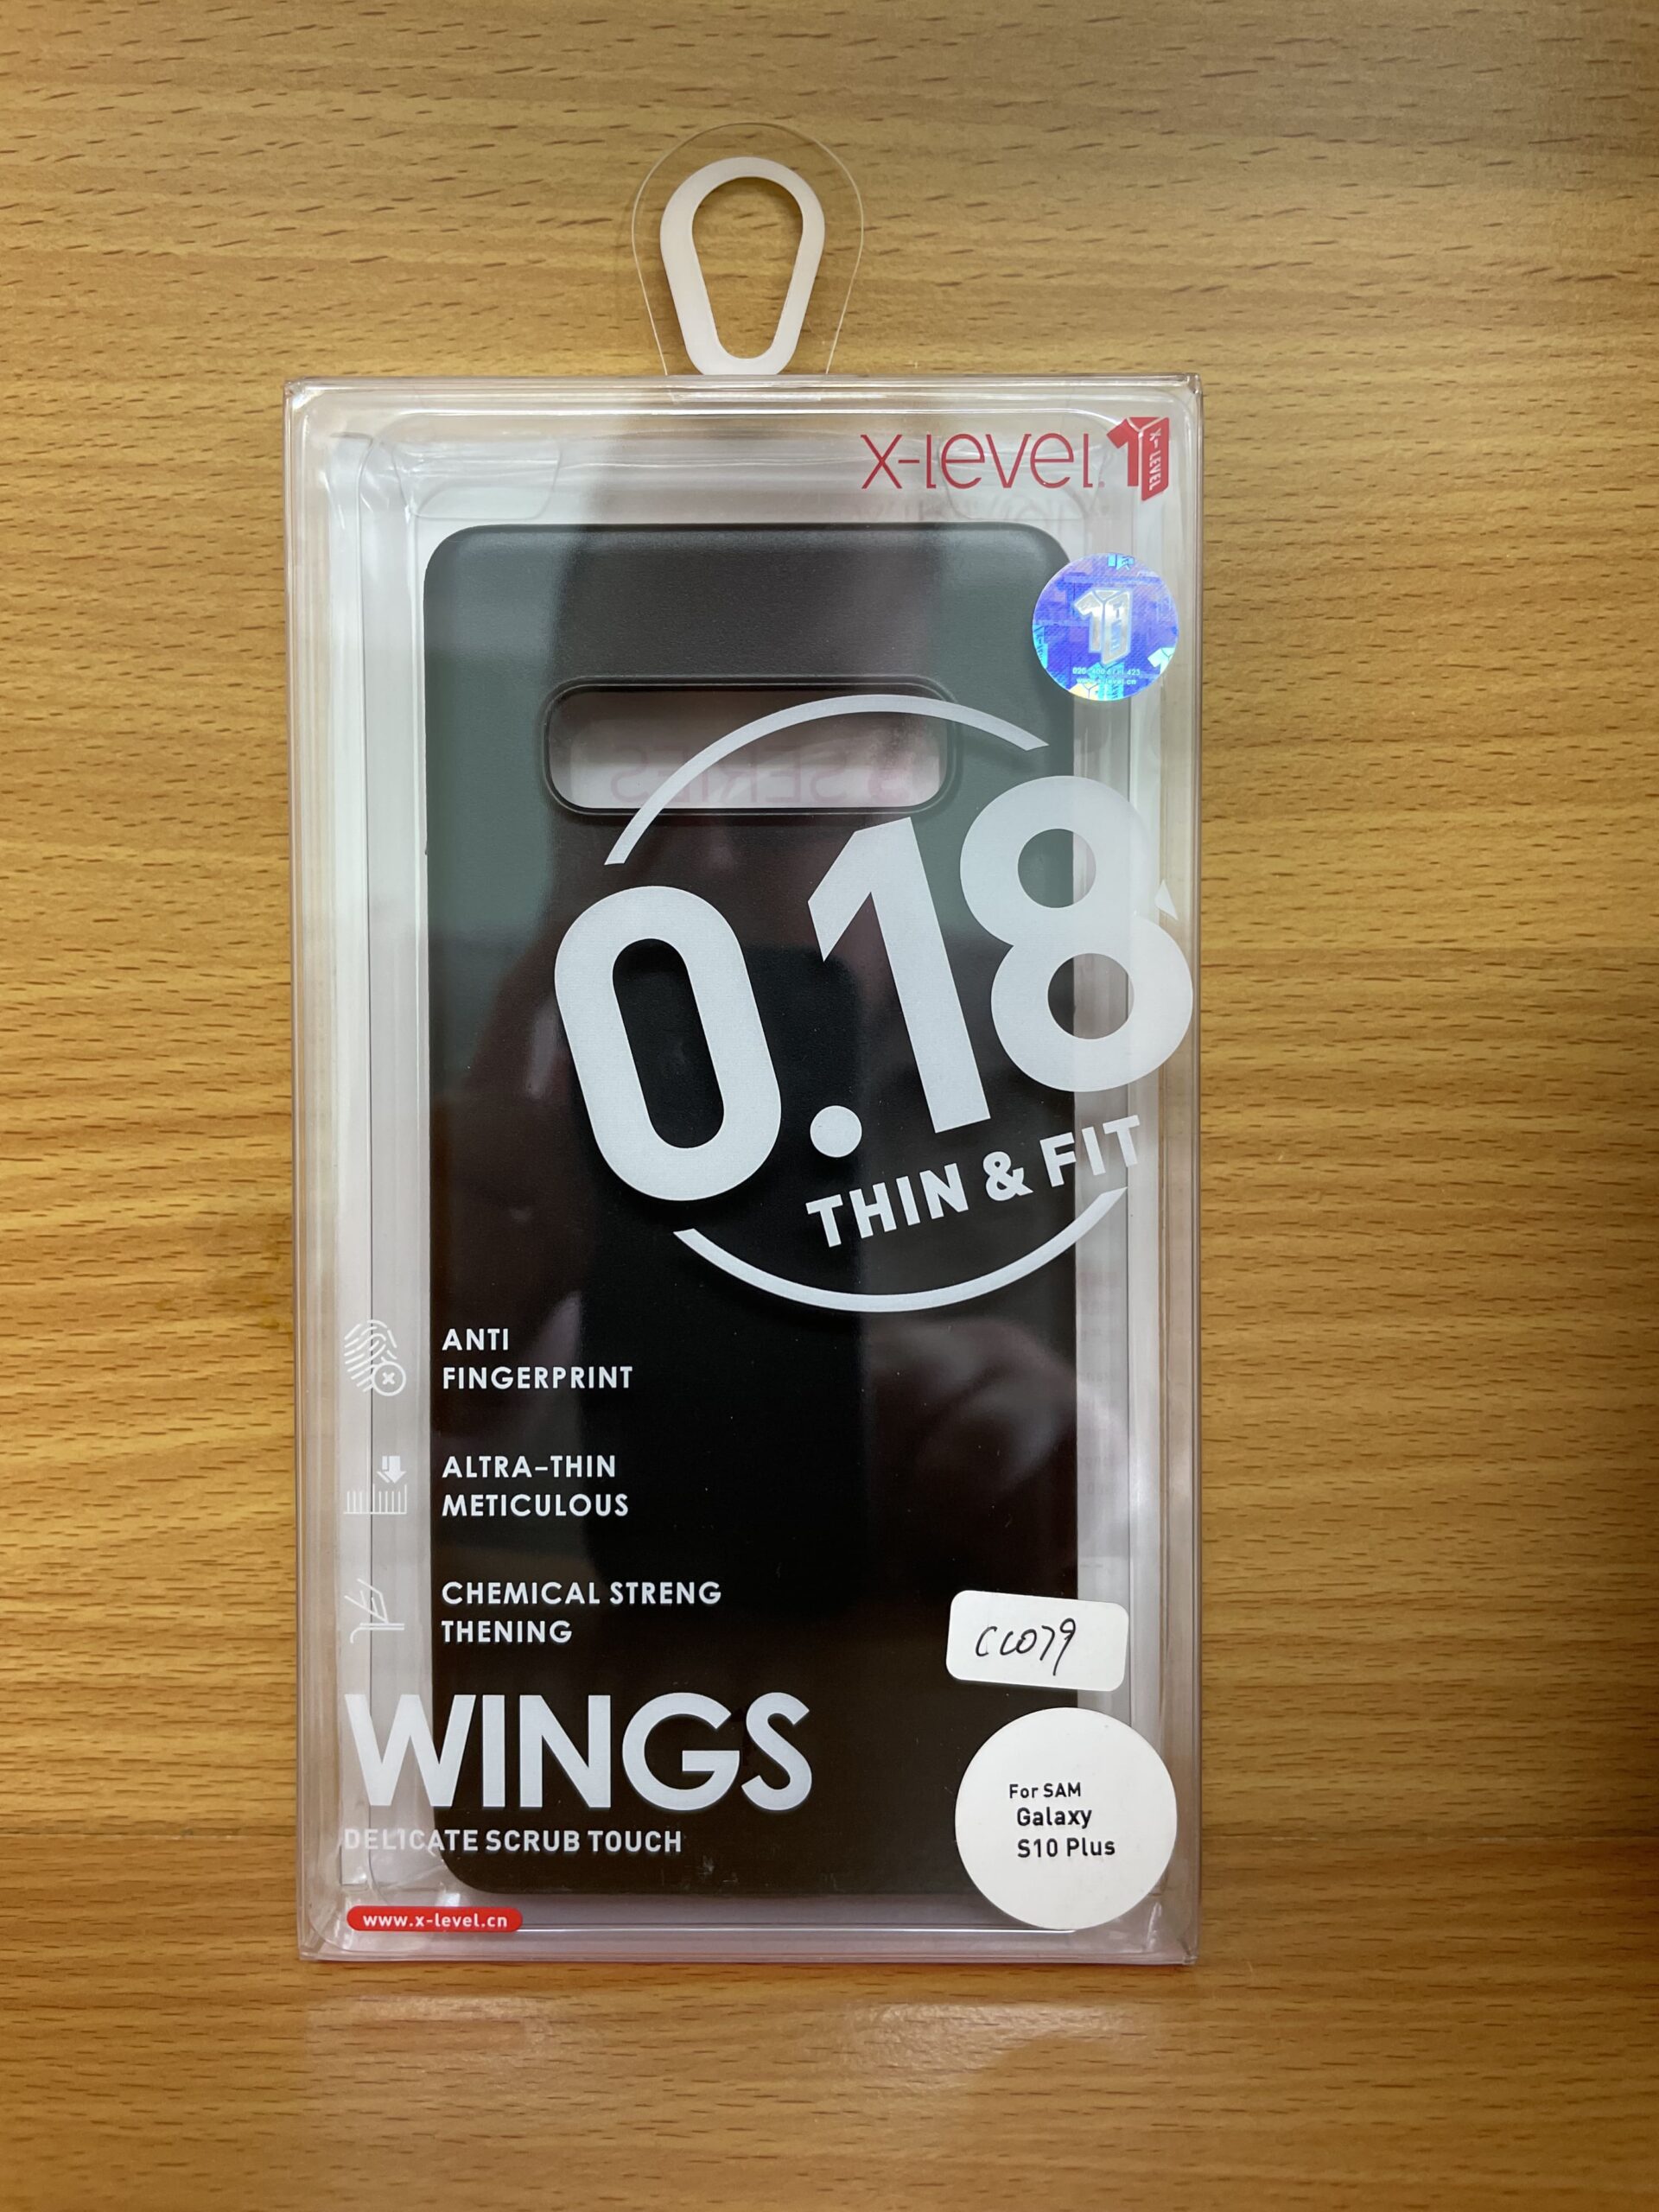 x-level.
X-LEVEL
0.18
THIN & FIT
ANTI
FINGERPRINT
ALTRA-THIN
METICULOUS
CHEMICAL STRENG
THENING
CC079
WINGS
DELICATE SCRUB TOUCH
For SAM
Galaxy
S10 Plus
www.x-level.cn